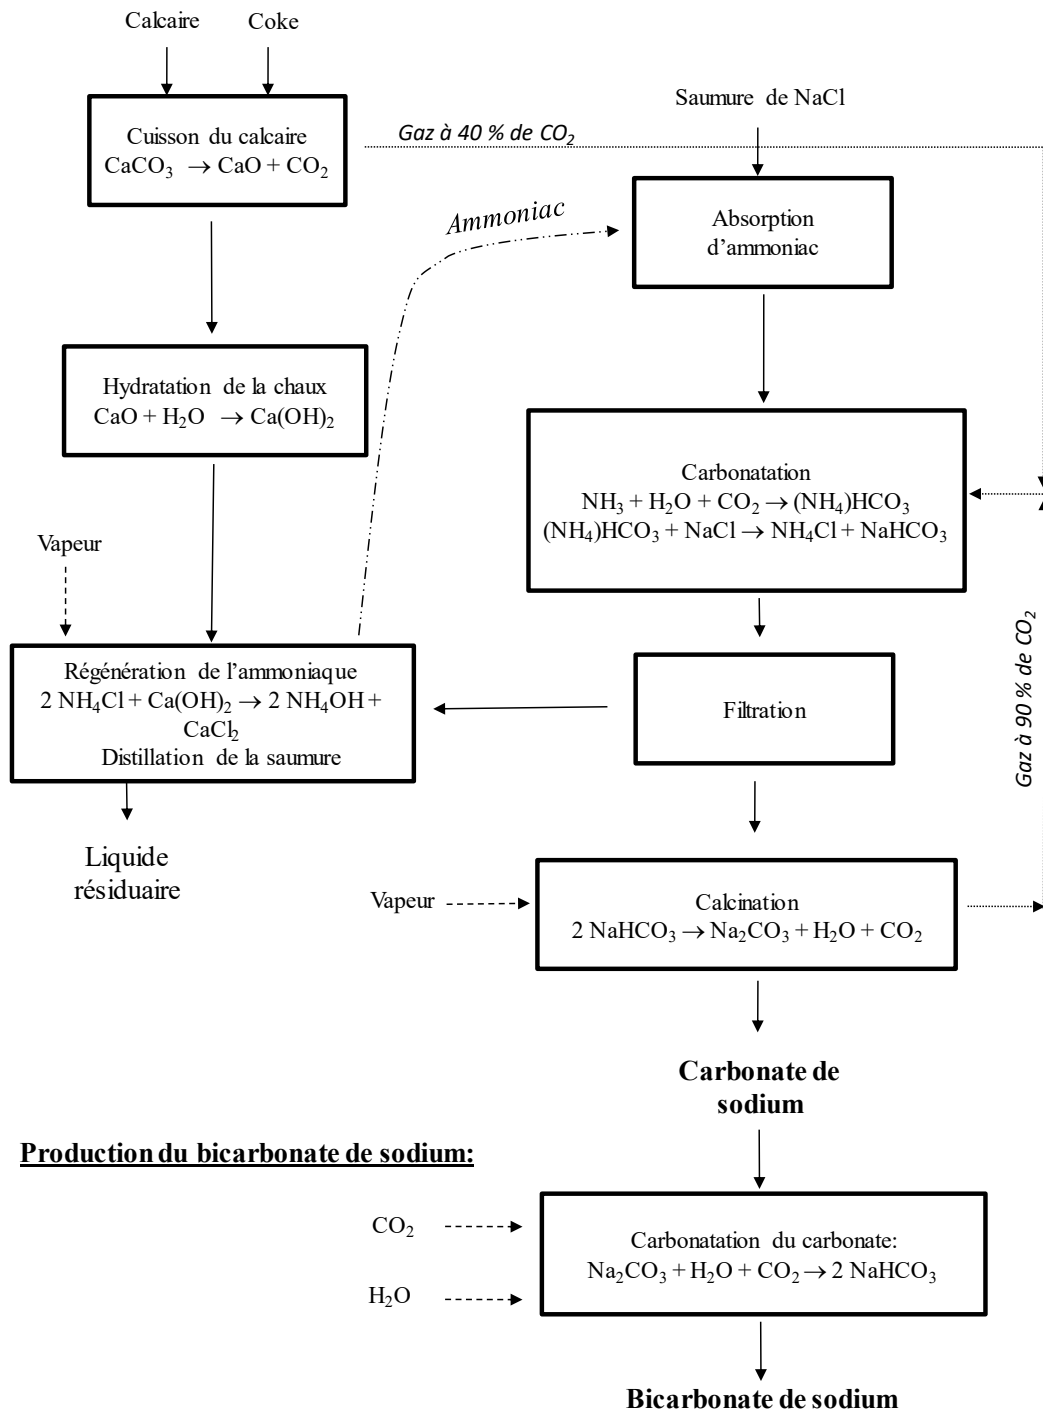 Calcaire
Coke
Cuisson du calcaire
CaCO₃ → CaO + CO₂
Gaz à 40 % de CO₂
Saumure de NaCl
Ammoniac
Absorption
d’ammoniac
Hydratation de la chaux
CaO + H₂O → Ca(OH)₂
Carbonatation
NH₃ + H₂O + CO₂ → (NH₄)HCO₃
(NH₄)HCO₃ + NaCl → NH₄Cl + NaHCO₃
Vapeur
Régénération de l’ammoniaque
2 NH₄Cl + Ca(OH)₂ → 2 NH₄OH +
CaCl₂
Distillation de la saumure
Filtration
Gaz à 90 % de CO₂
Liquide
résiduaire
Vapeur
Calcination
2 NaHCO₃ → Na₂CO₃ + H₂O + CO₂
Carbonate de
sodium
Production du bicarbonate de sodium:
CO₂
H₂O
Carbonatation du carbonate:
Na₂CO₃ + H₂O + CO₂ → 2 NaHCO₃
Bicarbonate de sodium